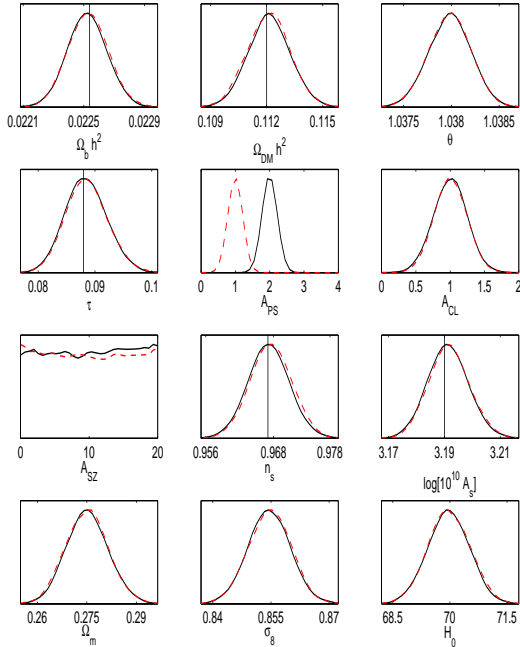 0.0221 0.0225 0.0229 0.109 0.112 0.115 1.0375 1.038 1.0385
Ω_b h² Ω_DM h² θ
0.08 0.09 0.1 0 1 2 3 4 0 0.5 1 1.5 2
τ A_PS A_CL
0 10 20 0.956 0.968 0.978 3.17 3.19 3.21
A_SZ n_s log[10¹⁰ A_s]
0.26 0.275 0.29 0.84 0.855 0.87 68.5 70 71.5
Ω_m σ_8 H_0